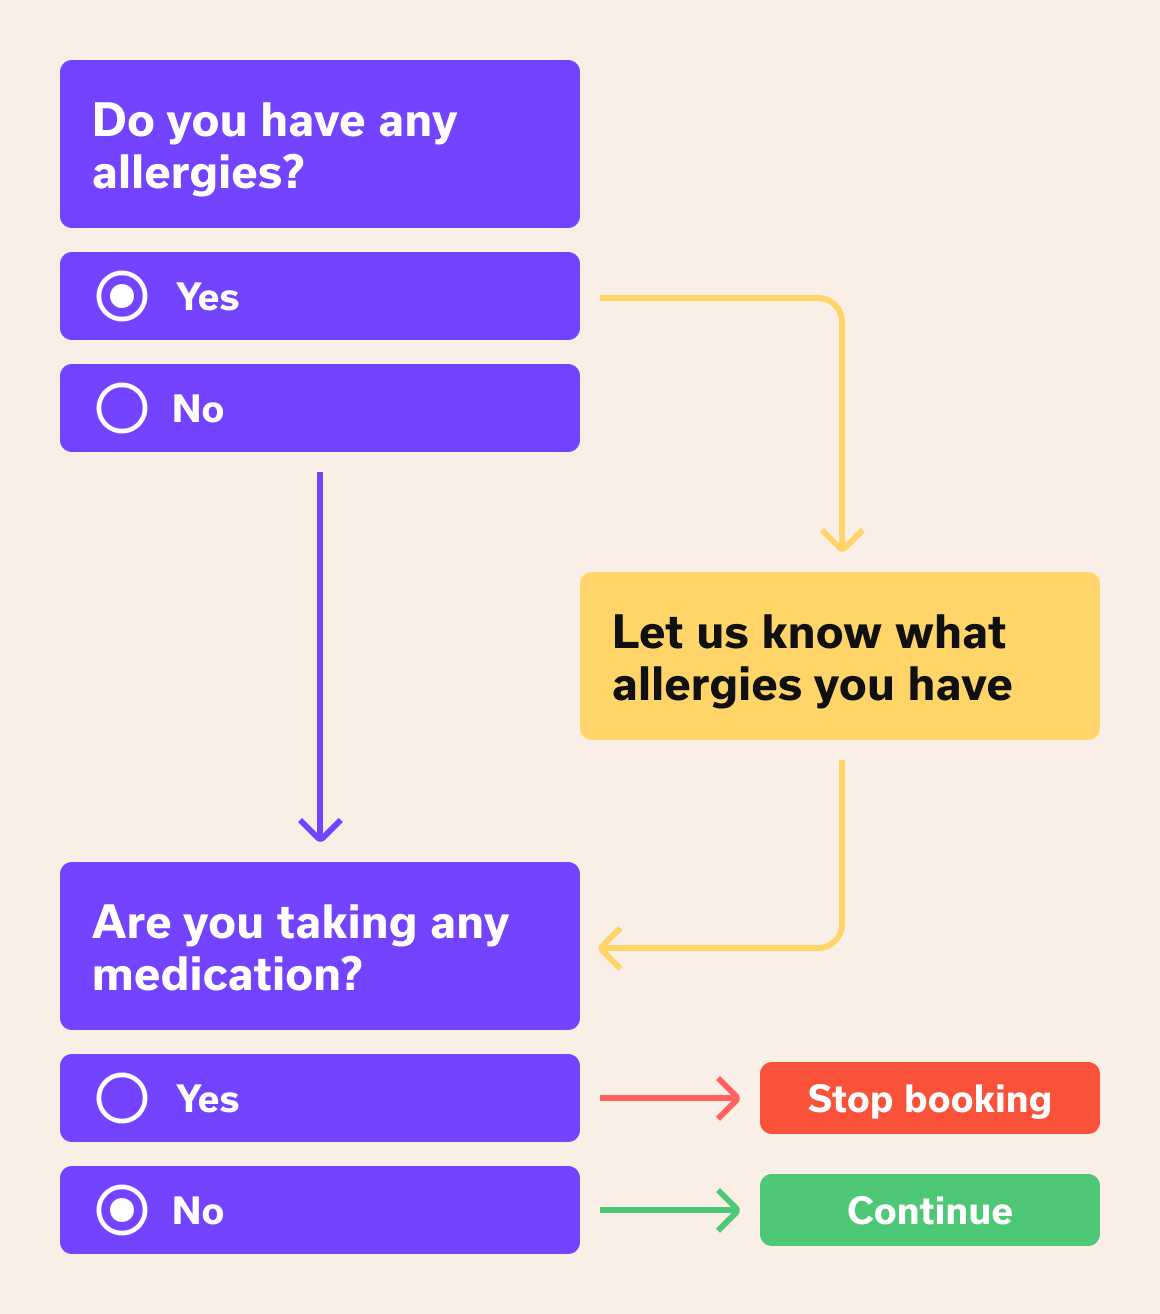 Do you have any
allergies?
Yes
No
Let us know what
allergies you have
Are you taking any
medication?
Yes
Stop booking
No
Continue